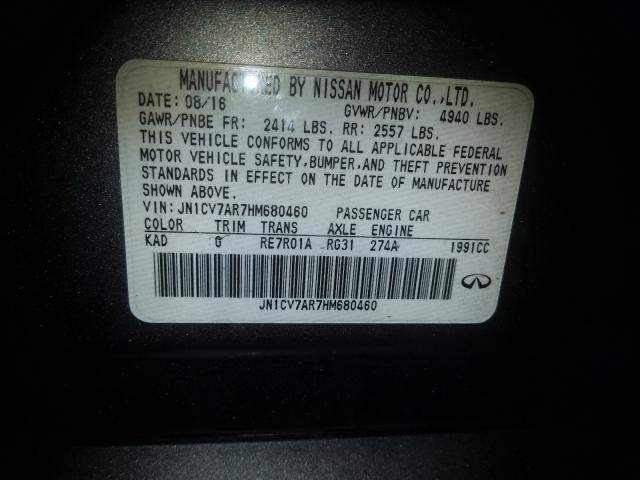 MANUFACTURED BY NISSAN MOTOR CO.,LTD.
DATE: 08/16 GVWR/PNBV: 4940 LBS.
GAWR/PNBE FR: 2414 LBS. RR: 2557 LBS.
THIS VEHICLE CONFORMS TO ALL APPLICABLE FEDERAL
MOTOR VEHICLE SAFETY,BUMPER,AND THEFT PREVENTION
STANDARDS IN EFFECT ON THE DATE OF MANUFACTURE
SHOWN ABOVE.
VIN:JN1CV7AR7HM680460 PASSENGER CAR
COLOR TRIM TRANS AXLE ENGINE
KAD G RE7R01A RG31 274A 1991CC
JN1CV7AR7HM680460